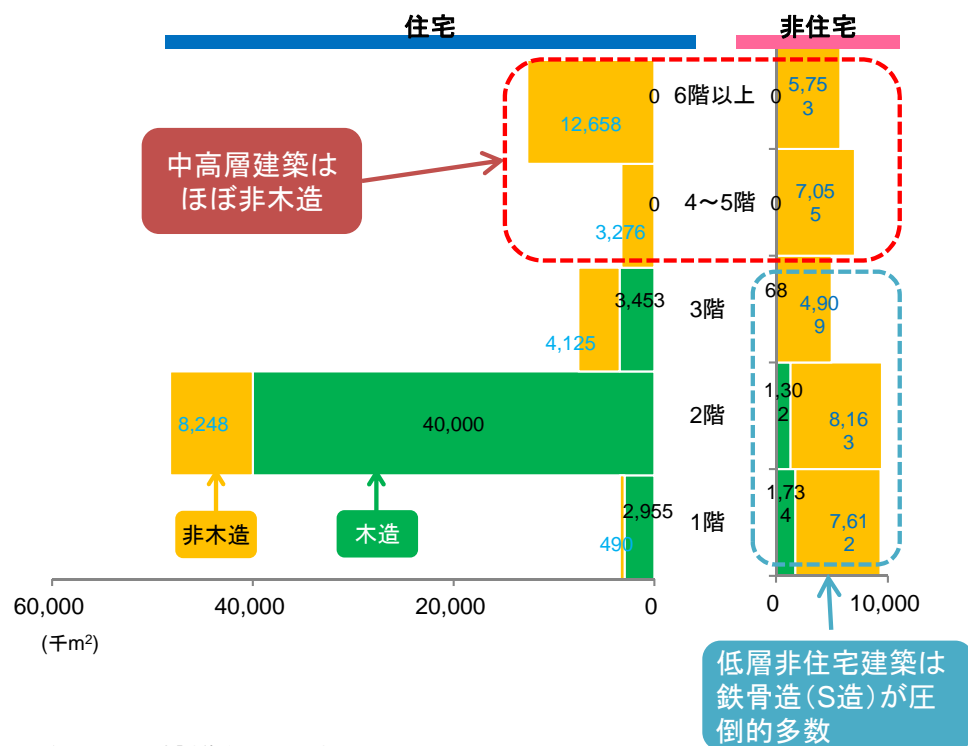 住宅
非住宅
12,658
0
6階以上
0
5,75
3
中高層建築は
ほぼ非木造
3,276
0
4～5階
0
7,05
5
4,125
3,453
3階
68
4,90
9
8,248
40,000
2階
1,30
2
8,16
3
非木造
木造
490
2,955
1階
1,73
4
7,61
2
60,000
40,000
20,000
0
0
10,000
(千m²)
低層非住宅建築は
鉄骨造（S造）が圧
倒的多数